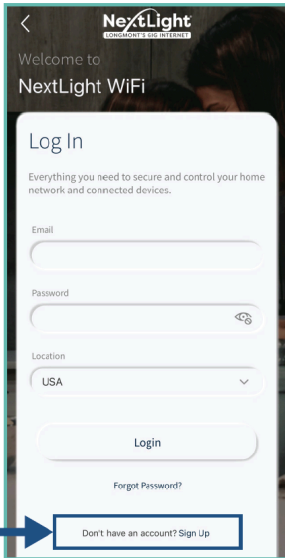 NextLight
LONGMONT'S GIG INTERNET
Welcome to
NextLight WiFi
Log In
Everything you need to secure and control your home
network and connected devices.
Email
Password
Location
USA
Login
Forgot Password?
Don't have an account? Sign Up